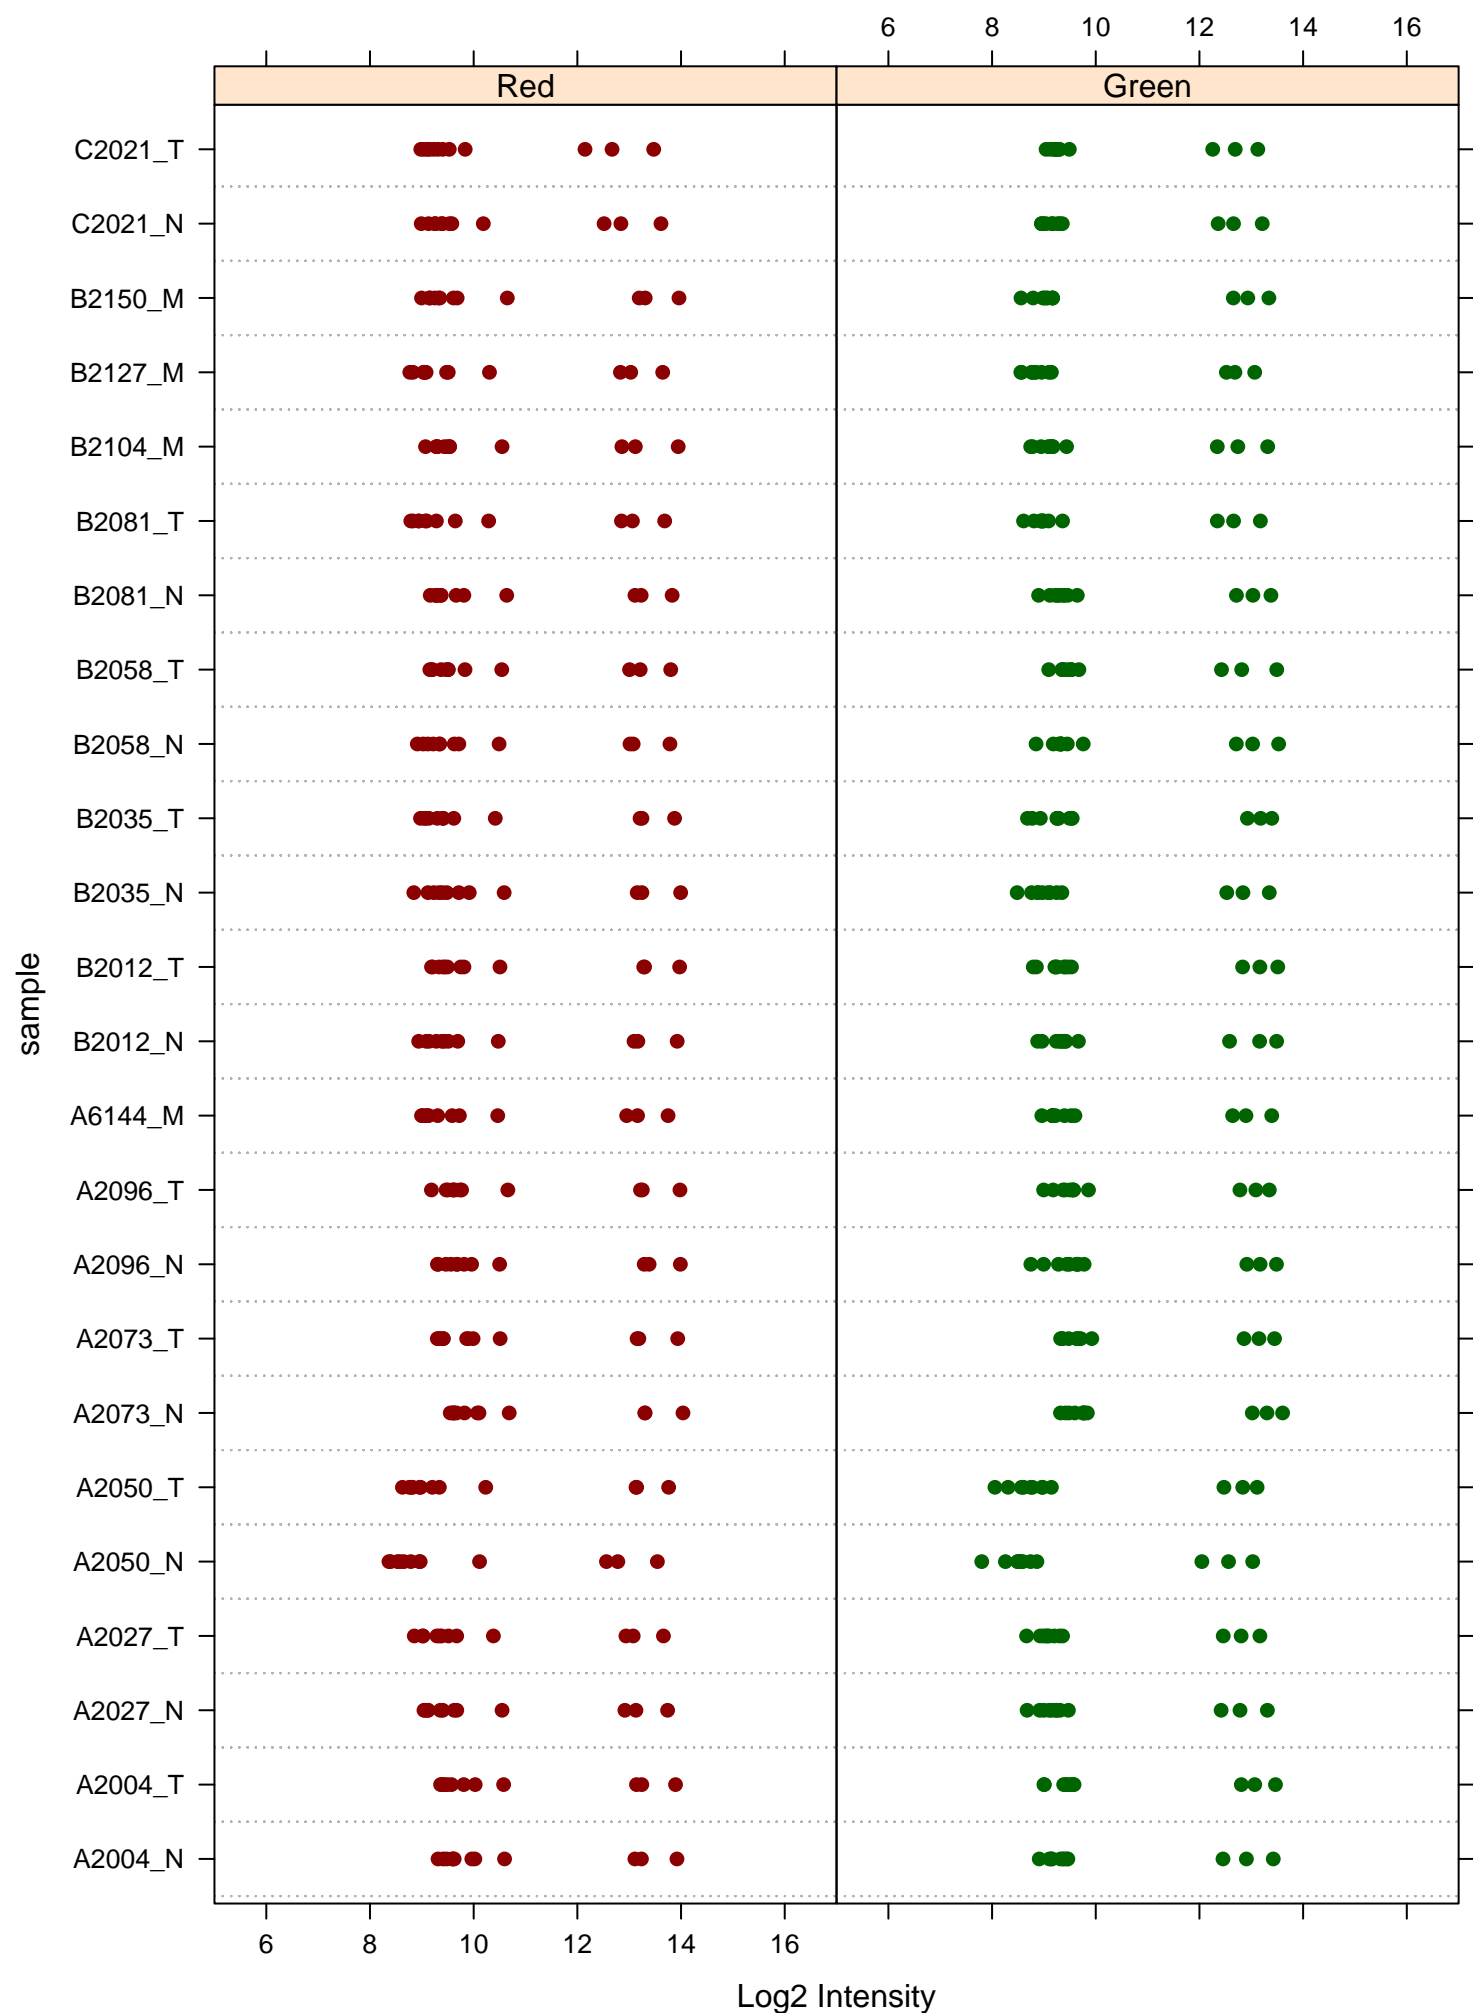 6 8 10 12 14 16
Red Green
C2021_T
C2021_N
B2150_M
B2127_M
B2104_M
B2081_T
B2081_N
B2058_T
B2058_N
B2035_T
B2035_N
B2012_T
B2012_N
A6144_M
A2096_T
A2096_N
A2073_T
A2073_N
A2050_T
A2050_N
A2027_T
A2027_N
A2004_T
A2004_N
sample
6 8 10 12 14 16
Log2 Intensity